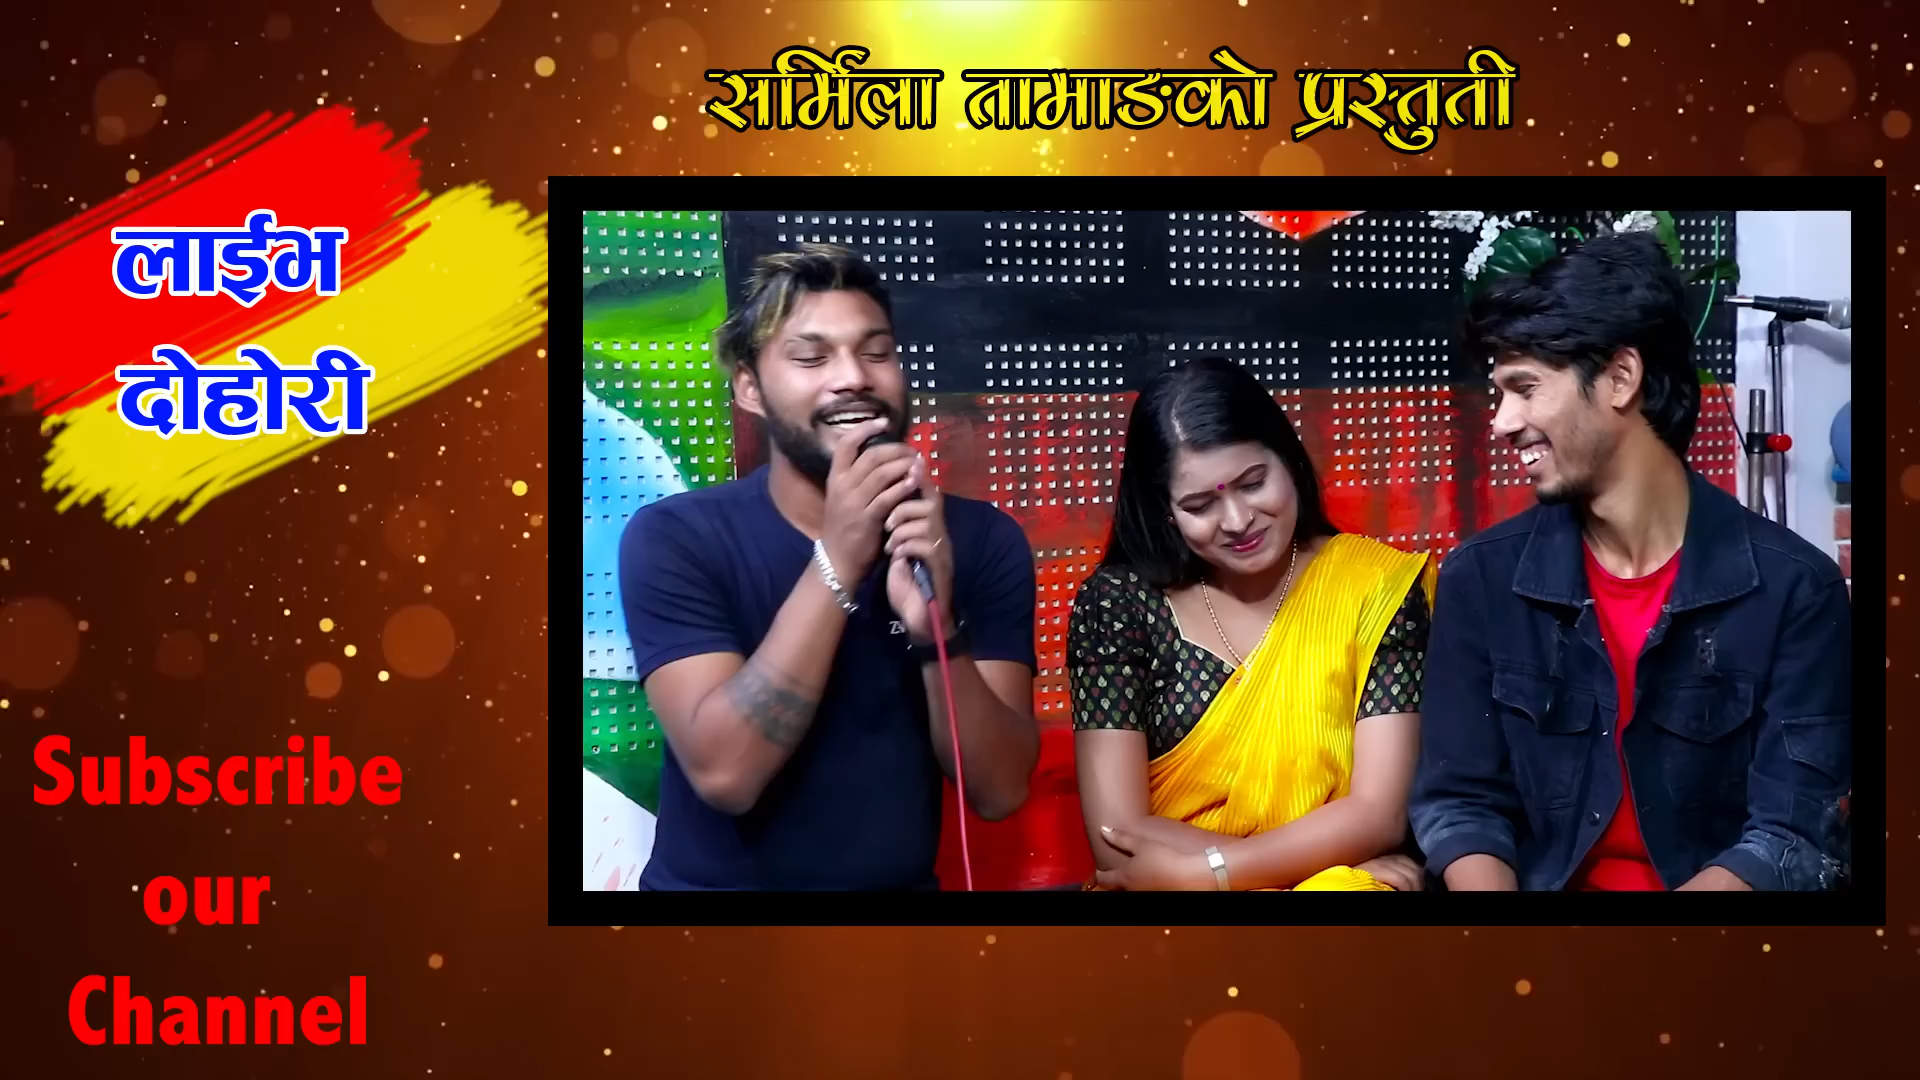 सर्मिला तामाङको प्रस्तुती
लाईभ
दोहोरी
Subscribe
our
Channel